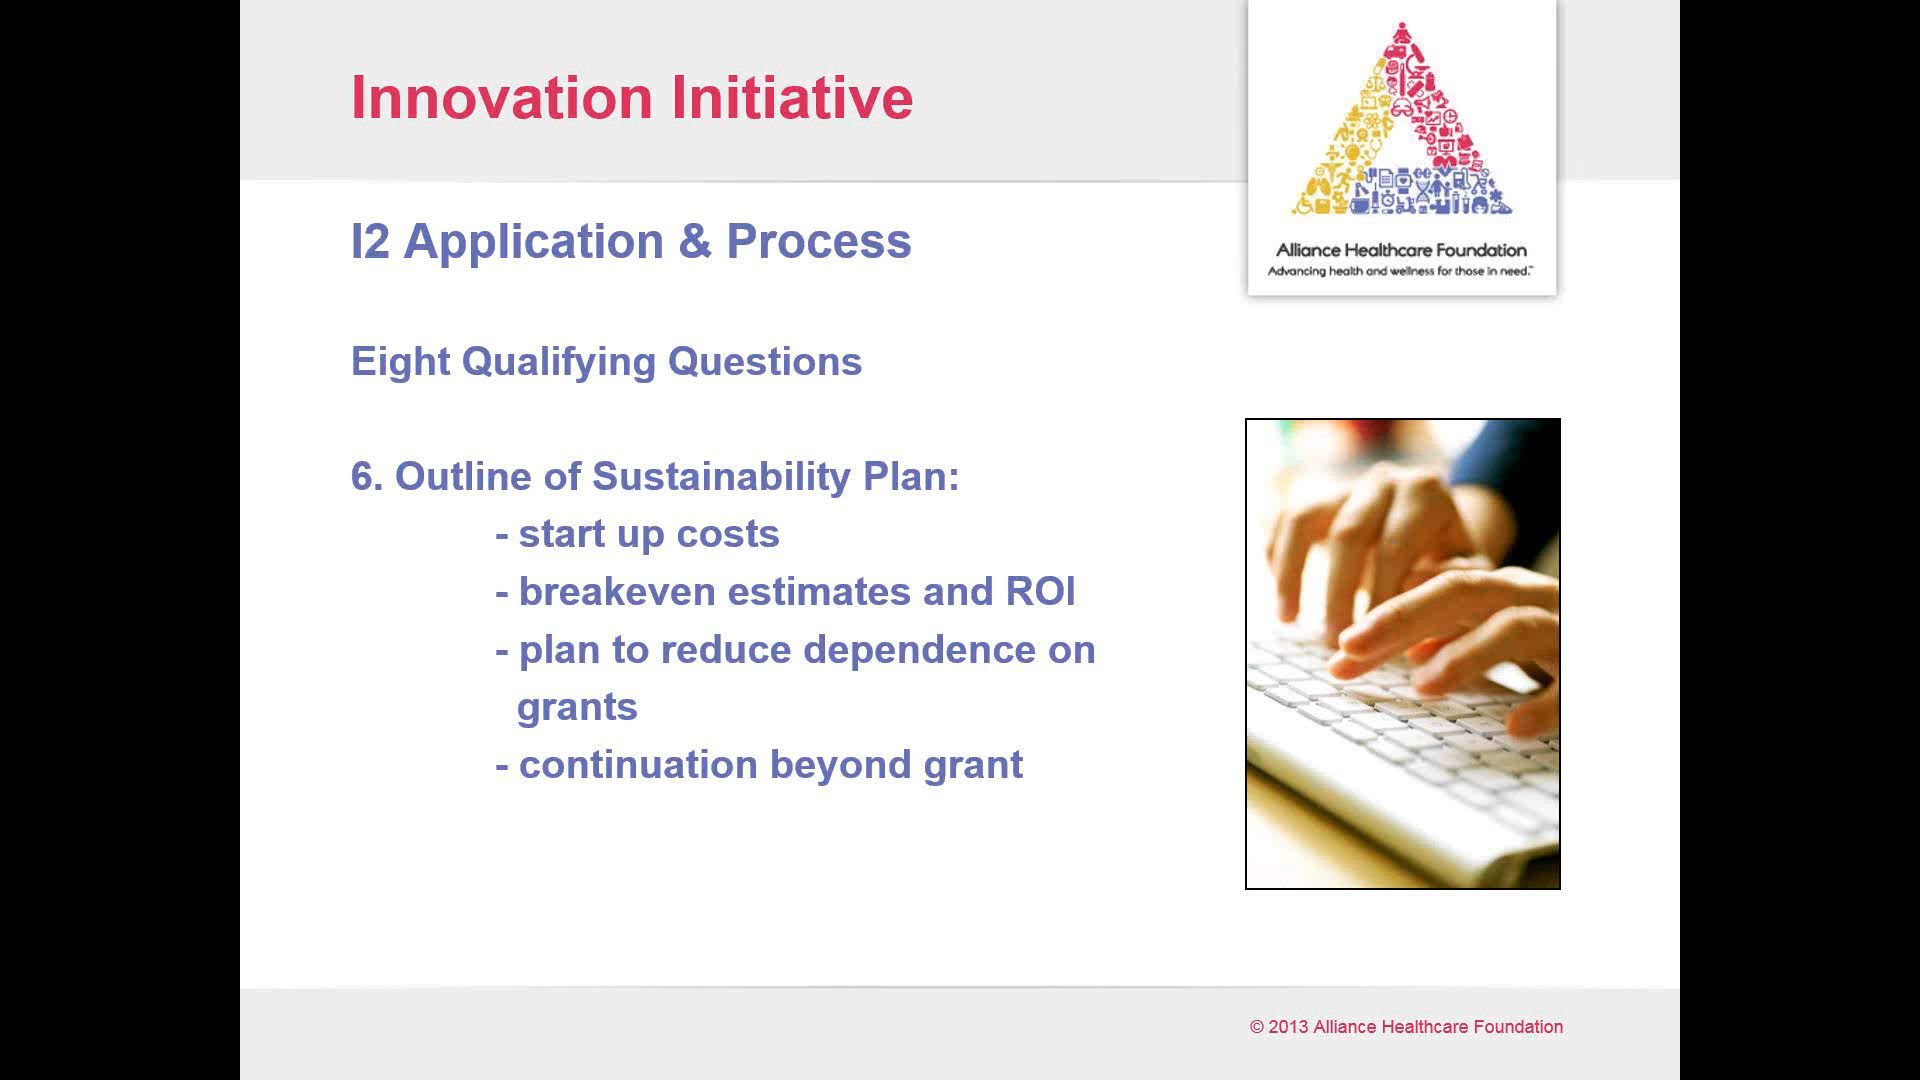 Innovation Initiative
Alliance Healthcare Foundation
Advancing health and wellness for those in need.™
I2 Application & Process
Eight Qualifying Questions
6. Outline of Sustainability Plan:
- start up costs
- breakeven estimates and ROI
- plan to reduce dependence on
grants
- continuation beyond grant
© 2013 Alliance Healthcare Foundation